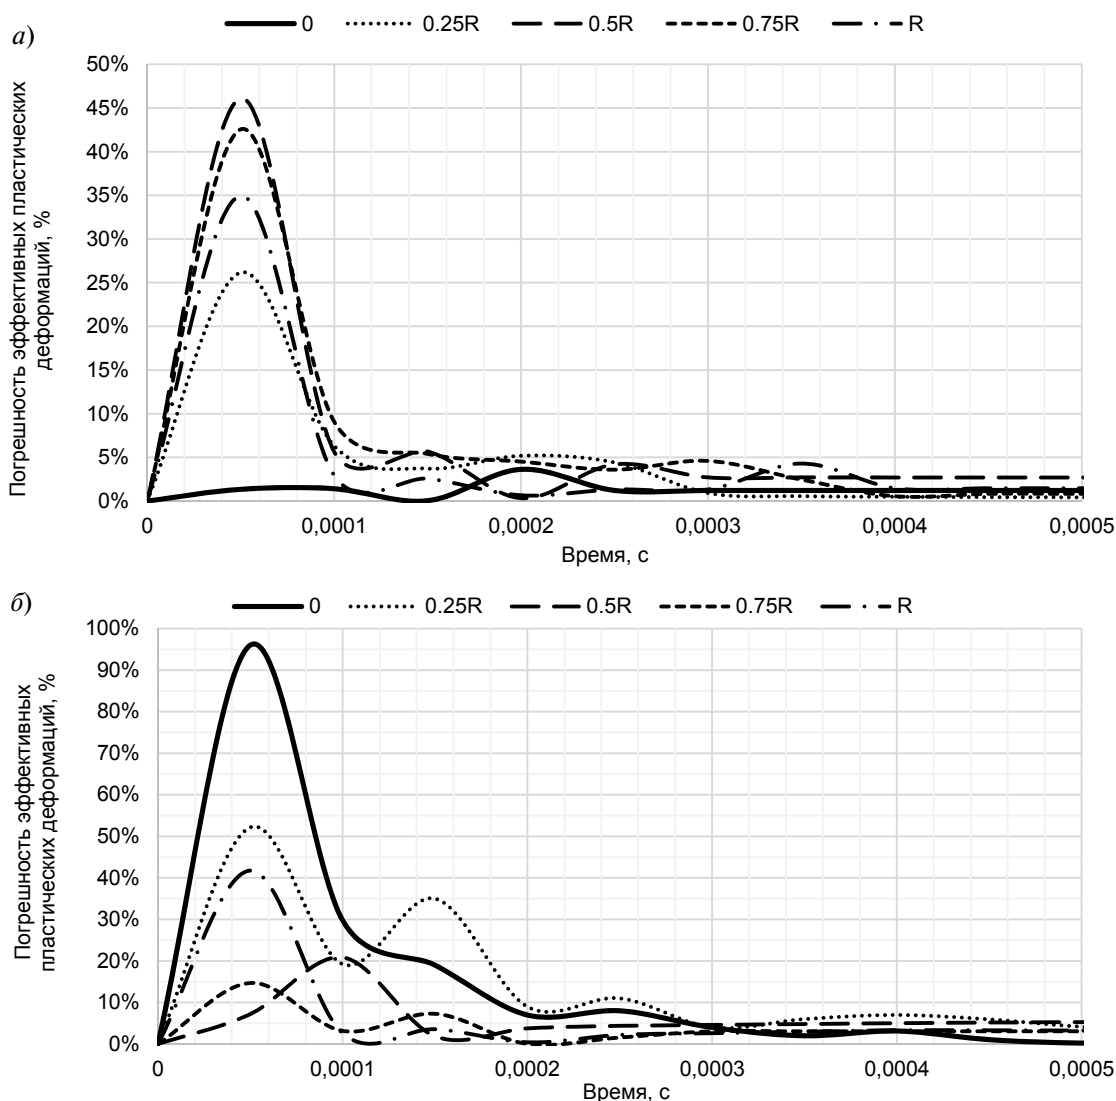 а)
0 0.25R 0.5R 0.75R R
Погрешность эффективных пластических
деформаций, %
50%
45%
40%
35%
30%
25%
20%
15%
10%
5%
0%
0 0,0001 0,0002 0,0003 0,0004 0,0005
Время, с
б)
0 0.25R 0.5R 0.75R R
Погрешность эффективных
пластических деформаций, %
100%
90%
80%
70%
60%
50%
40%
30%
20%
10%
0%
0 0,0001 0,0002 0,0003 0,0004 0,0005
Время, с